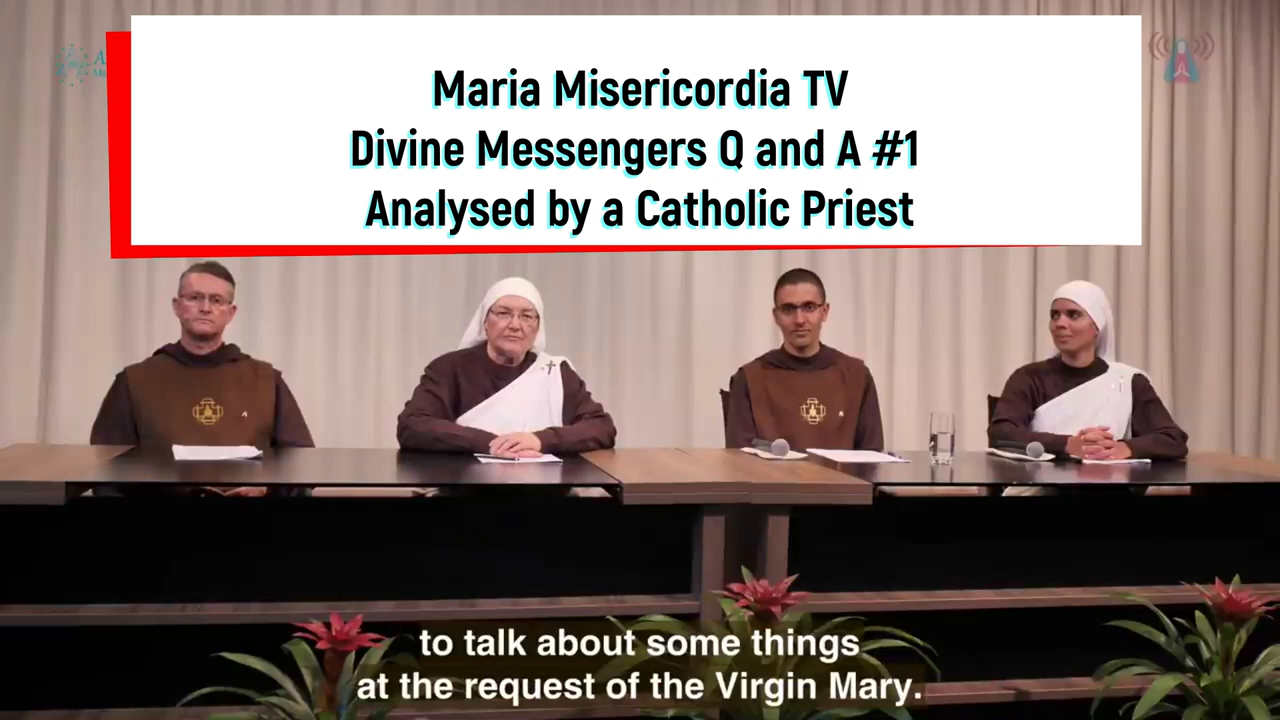 Maria Misericordia TV
Divine Messengers Q and A #1
Analysed by a Catholic Priest
to talk about some things
at the request of the Virgin Mary.